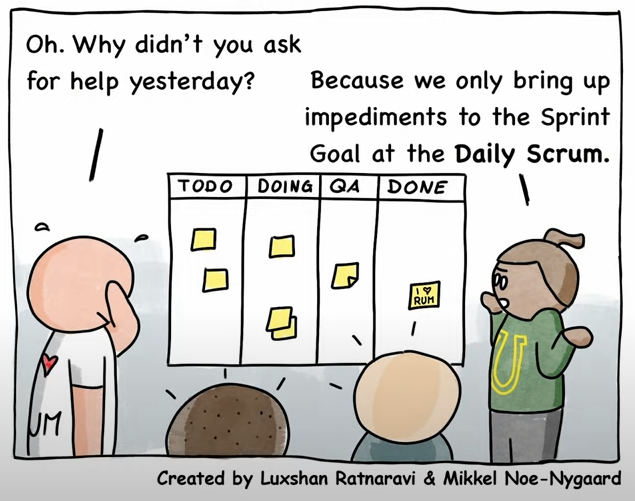 Oh. Why didn't you ask
for help yesterday?
Because we only bring up
impediments to the Sprint
Goal at the Daily Scrum.
TODO DOING QA DONE
I ♥
RUM
U
UM
Created by Luxshan Ratnaravi & Mikkel Noe-Nygaard